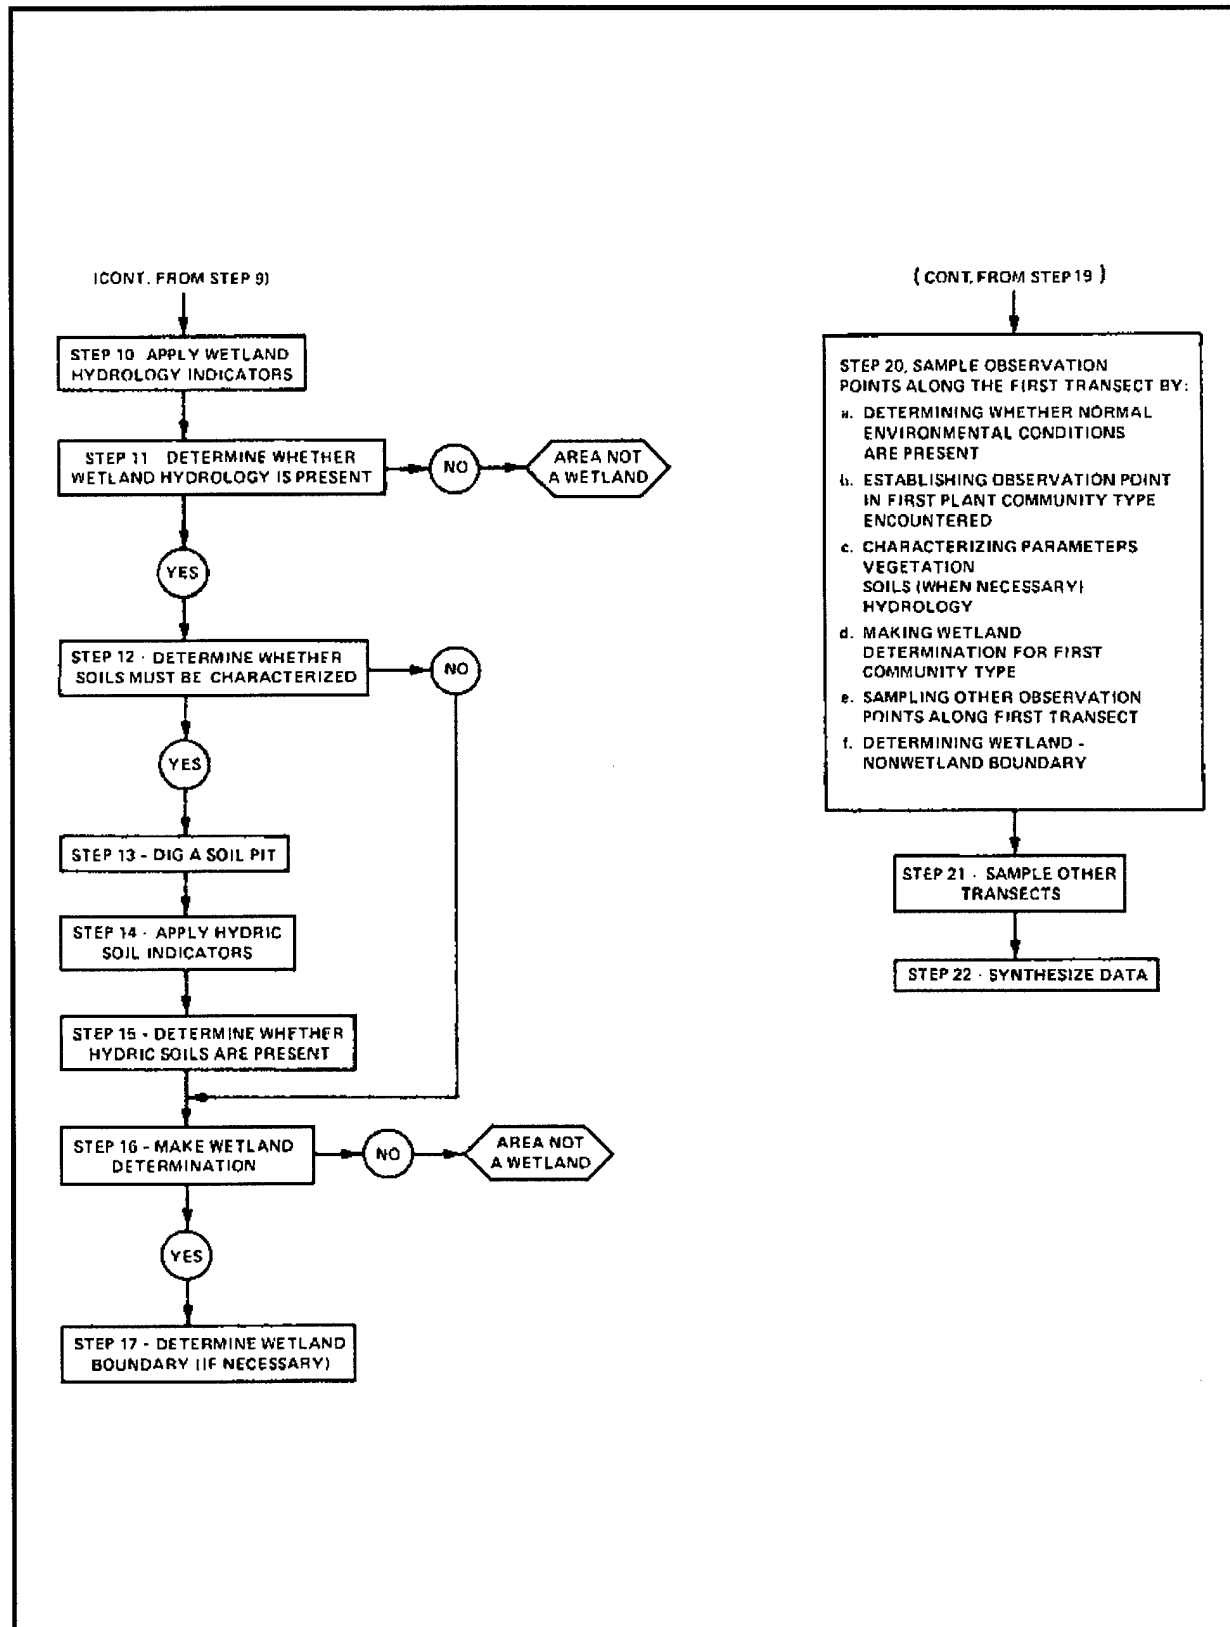 (CONT. FROM STEP 9)
STEP 10 APPLY WETLAND
HYDROLOGY INDICATORS
STEP 11 DETERMINE WHETHER
WETLAND HYDROLOGY IS PRESENT
NO
AREA NOT
A WETLAND
YES
STEP 12 - DETERMINE WHETHER
SOILS MUST BE CHARACTERIZED
NO
YES
STEP 13 - DIG A SOIL PIT
STEP 14 - APPLY HYDRIC
SOIL INDICATORS
STEP 15 - DETERMINE WHETHER
HYDRIC SOILS ARE PRESENT
STEP 16 - MAKE WETLAND
DETERMINATION
NO
AREA NOT
A WETLAND
YES
STEP 17 - DETERMINE WETLAND
BOUNDARY (IF NECESSARY)
(CONT. FROM STEP 19)
STEP 20, SAMPLE OBSERVATION
POINTS ALONG THE FIRST TRANSECT BY:
a. DETERMINING WHETHER NORMAL
ENVIRONMENTAL CONDITIONS
ARE PRESENT
b. ESTABLISHING OBSERVATION POINT
IN FIRST PLANT COMMUNITY TYPE
ENCOUNTERED
c. CHARACTERIZING PARAMETERS
VEGETATION
SOILS (WHEN NECESSARY)
HYDROLOGY
d. MAKING WETLAND
DETERMINATION FOR FIRST
COMMUNITY TYPE
e. SAMPLING OTHER OBSERVATION
POINTS ALONG FIRST TRANSECT
f. DETERMINING WETLAND -
NONWETLAND BOUNDARY
STEP 21 - SAMPLE OTHER
TRANSECTS
STEP 22 - SYNTHESIZE DATA